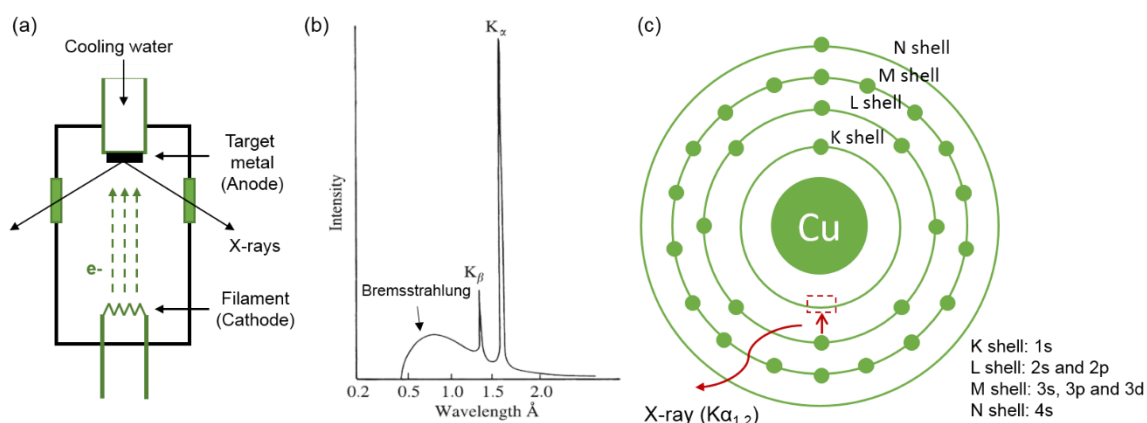 (a)
Cooling water
Target
metal
(Anode)
X-rays
e-
Filament
(Cathode)
(b)
Kα
Kβ
Bremsstrahlung
Intensity
0.2 0.5 1.0 1.5 2.0
Wavelength Å
(c)
N shell
M shell
L shell
K shell
Cu
X-ray (Kα1,2)
K shell: 1s
L shell: 2s and 2p
M shell: 3s, 3p and 3d
N shell: 4s